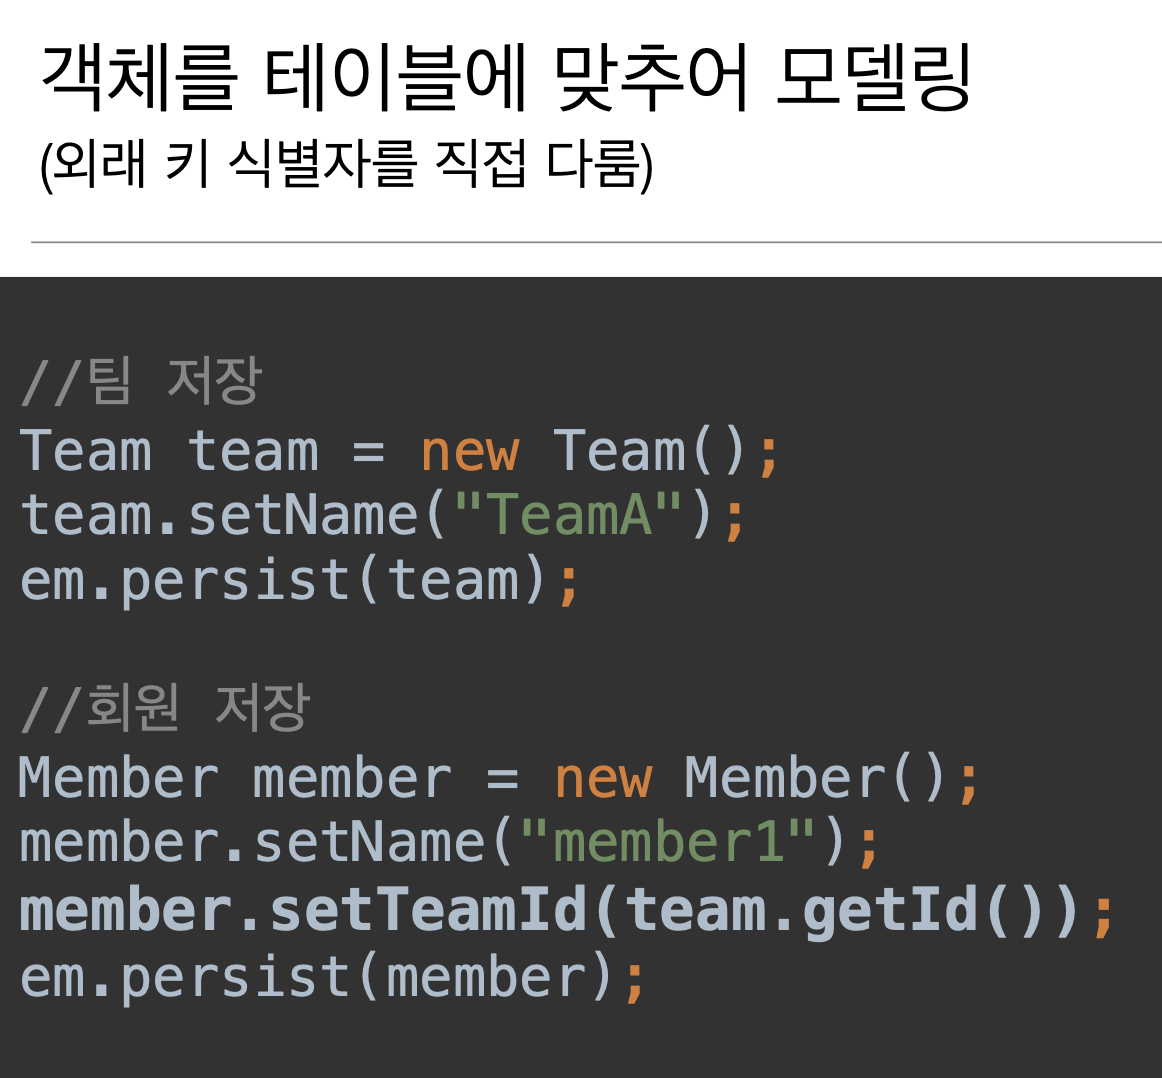 객체를 테이블에 맞추어 모델링
(외래 키 식별자를 직접 다룸)
//팀 저장
Team team = new Team();
team.setName("TeamA");
em.persist(team);
//회원 저장
Member member = new Member();
member.setName("member1");
member.setTeamId(team.getId());
em.persist(member);